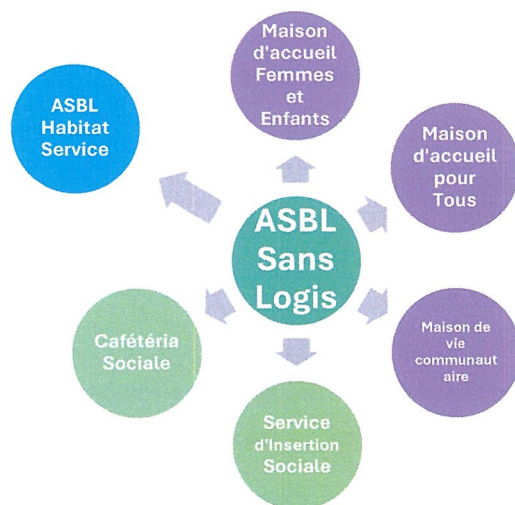 Maison
d'accueil
Femmes
et
Enfants
ASBL
Habitat
Service
Maison
d'accueil
pour
Tous
ASBL
Sans
Logis
Cafétéria
Sociale
Maison de
vie
communaut
aire
Service
d'Insertion
Sociale